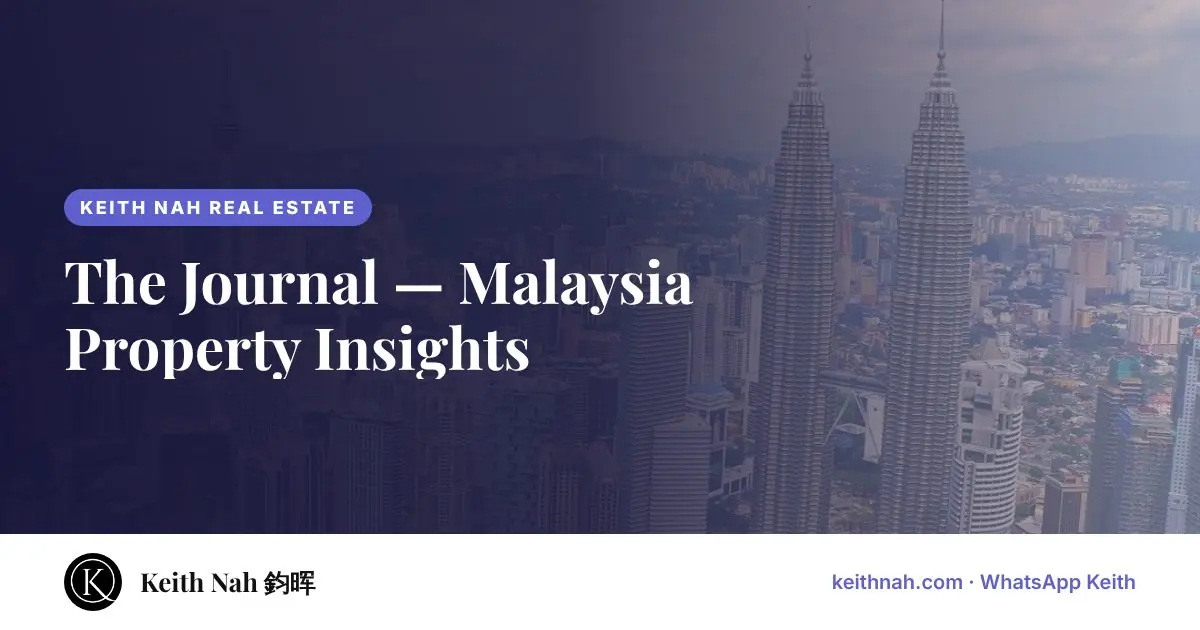 KEITH NAH REAL ESTATE
The Journal — Malaysia
Property Insights
K
Keith Nah 鈞晖
keithnah.com · WhatsApp Keith